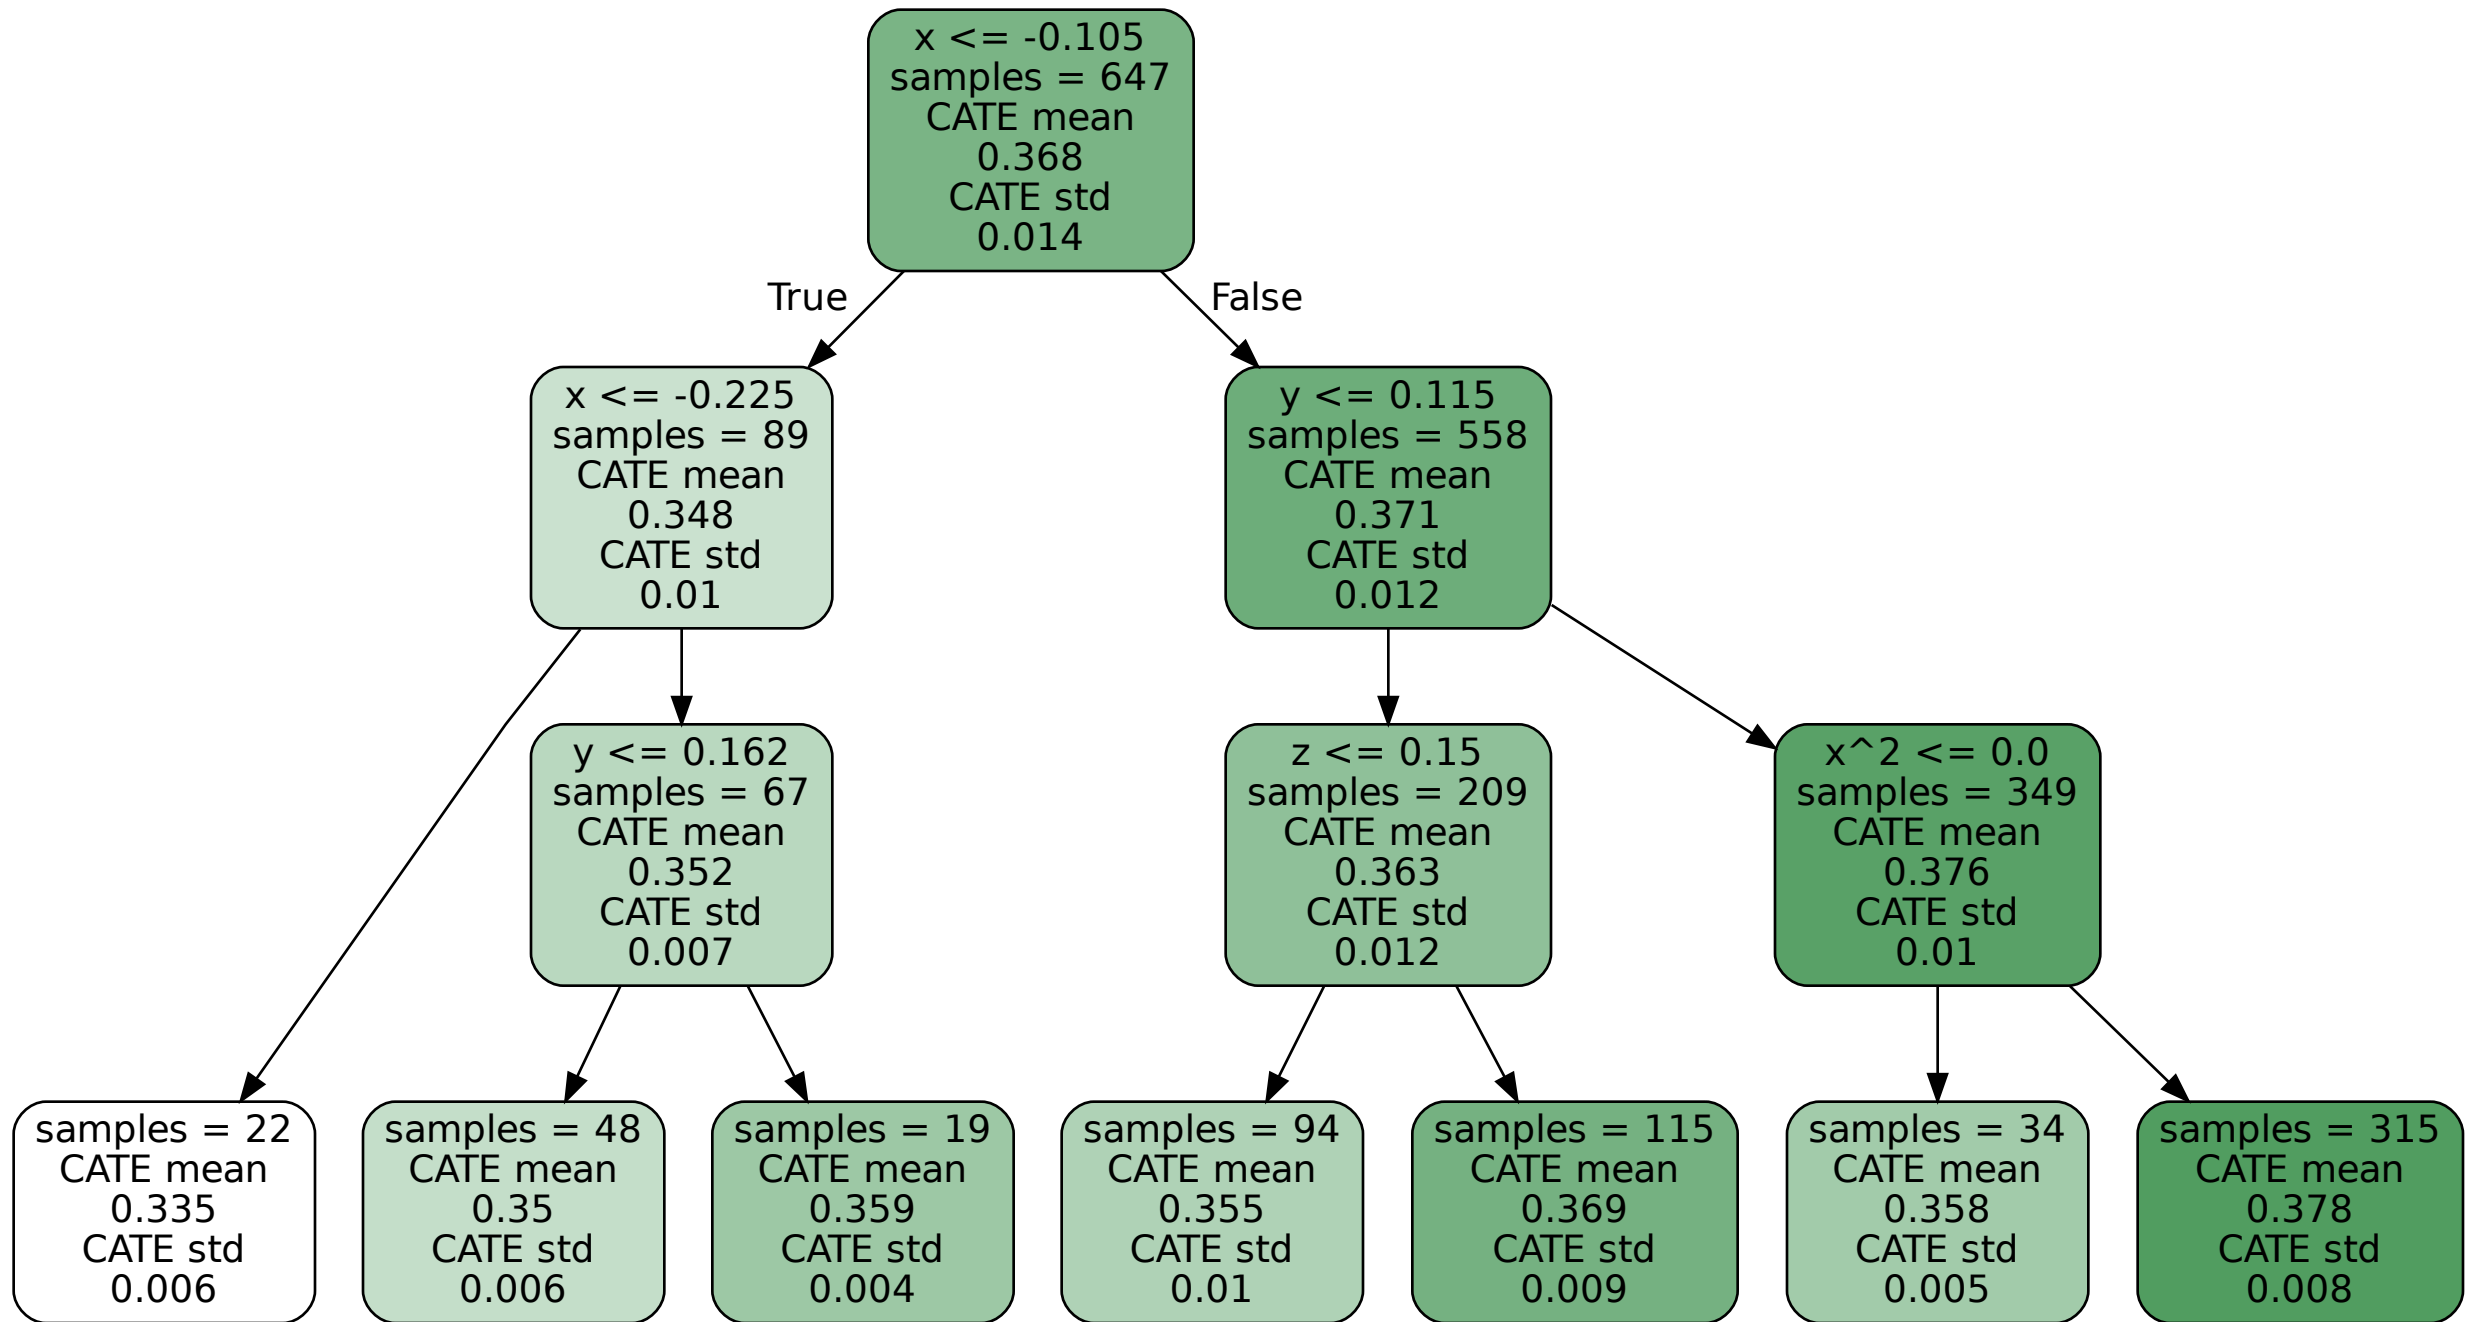 x <= -0.105
samples = 647
CATE mean
0.368
CATE std
0.014
True
False
x <= -0.225
samples = 89
CATE mean
0.348
CATE std
0.01
y <= 0.115
samples = 558
CATE mean
0.371
CATE std
0.012
y <= 0.162
samples = 67
CATE mean
0.352
CATE std
0.007
z <= 0.15
samples = 209
CATE mean
0.363
CATE std
0.012
x^2 <= 0.0
samples = 349
CATE mean
0.376
CATE std
0.01
samples = 22
CATE mean
0.335
CATE std
0.006
samples = 48
CATE mean
0.35
CATE std
0.006
samples = 19
CATE mean
0.359
CATE std
0.004
samples = 94
CATE mean
0.355
CATE std
0.01
samples = 115
CATE mean
0.369
CATE std
0.009
samples = 34
CATE mean
0.358
CATE std
0.005
samples = 315
CATE mean
0.378
CATE std
0.008